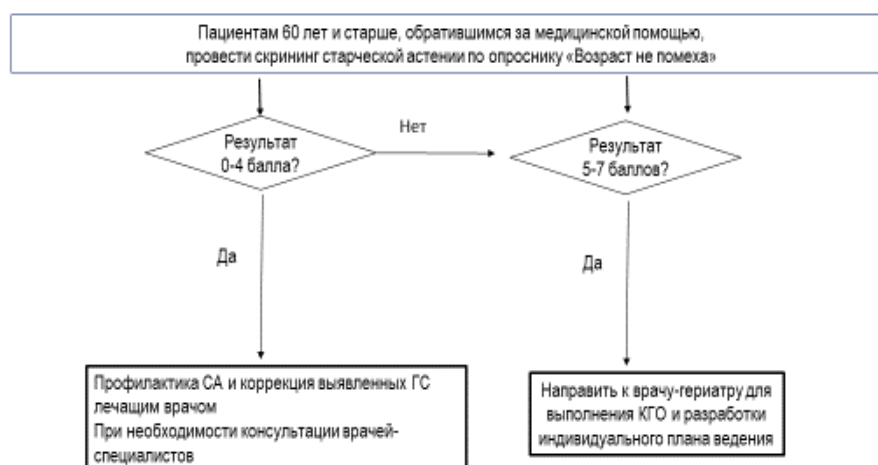 Пациентам 60 лет и старше, обратившимся за медицинской помощью,
провести скрининг старческой астении по опроснику «Возраст не помеха»
Нет
Результат
0-4 балла?
Результат
5-7 баллов?
Да
Да
Профилактика СА и коррекция выявленных ГС
лечащим врачом
При необходимости консультации врачей-
специалистов
Направить к врачу-гериатру для
выполнения КГО и разработки
индивидуального плана ведения